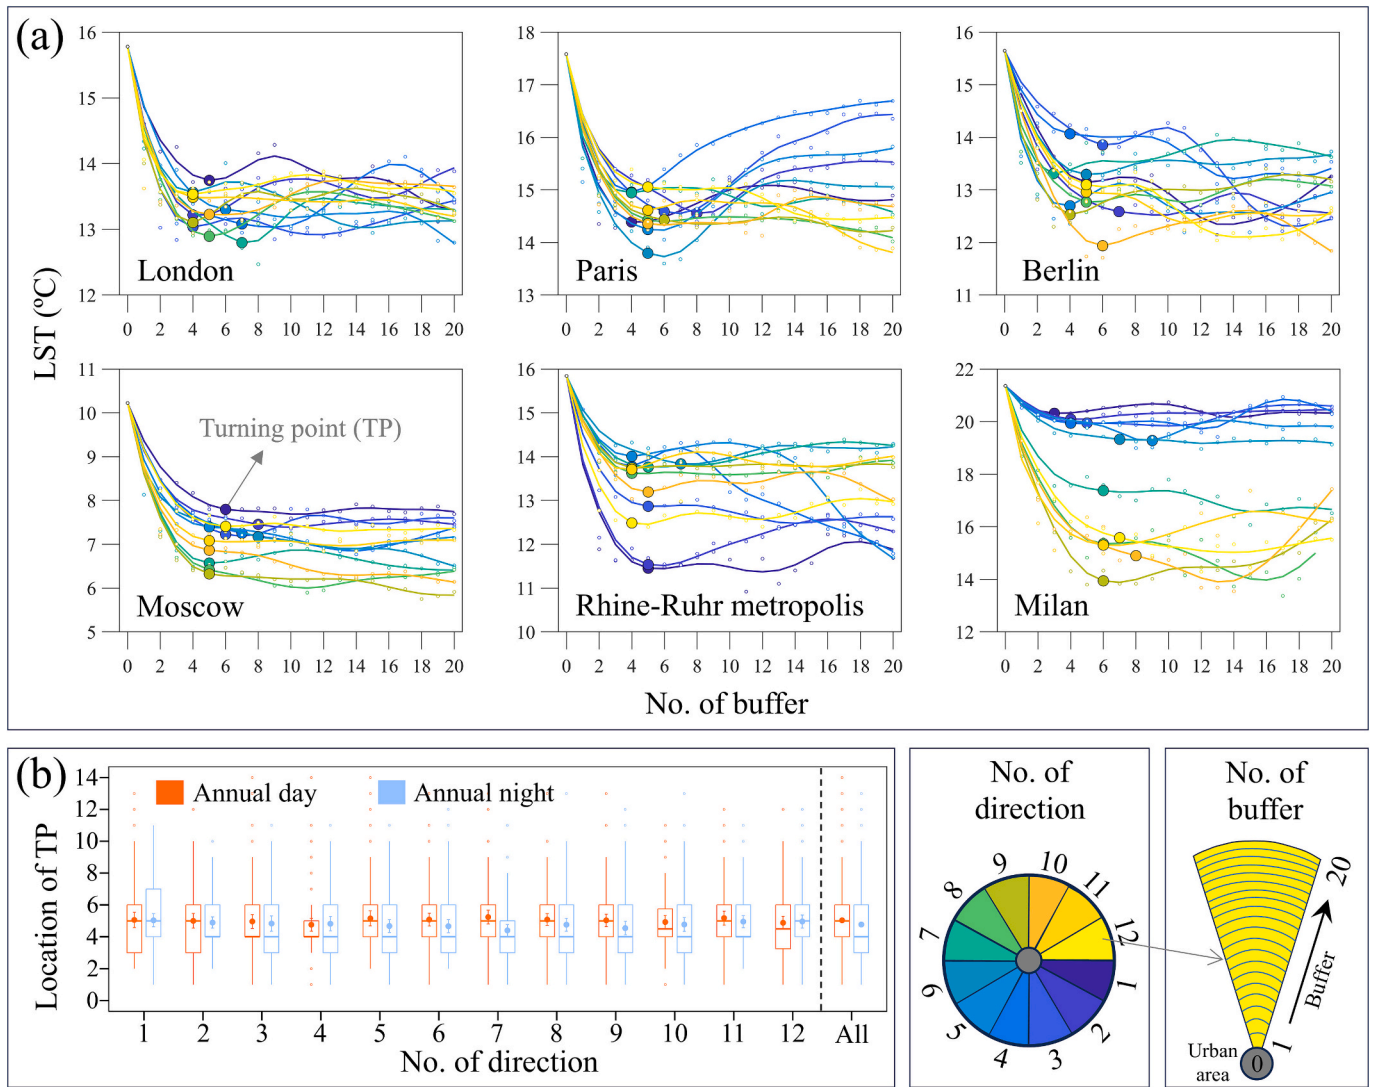 (a)
LST (ºC)
16
15
14
13
12
London
0 2 4 6 8 10 12 14 16 18 20
18
17
16
15
14
13
Paris
0 2 4 6 8 10 12 14 16 18 20
16
15
14
13
12
11
Berlin
0 2 4 6 8 10 12 14 16 18 20
11
10
9
8
7
6
5
Turning point (TP)
Moscow
0 2 4 6 8 10 12 14 16 18 20
16
15
14
13
12
11
10
Rhine-Ruhr metropolis
0 2 4 6 8 10 12 14 16 18 20
22
20
18
16
14
12
Milan
0 2 4 6 8 10 12 14 16 18 20
No. of buffer
(b)
Location of TP
14
12
10
8
6
4
2
0
Annual day
Annual night
1 2 3 4 5 6 7 8 9 10 11 12 All
No. of direction
No. of
direction
1
2
3
4
5
6
7
8
9
10
11
12
No. of
buffer
20
Buffer
1
Urban
area
0